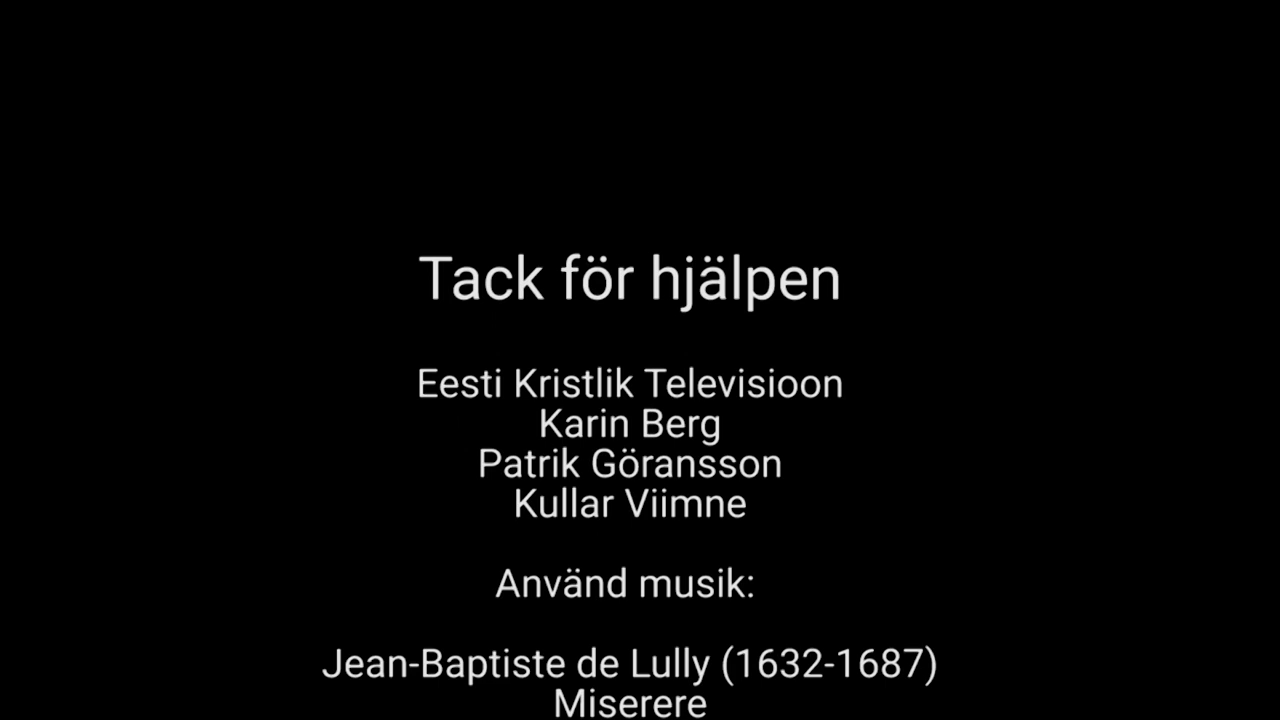 Tack för hjälpen
Eesti Kristlik Televisioon
Karin Berg
Patrik Göransson
Kullar Viimne
Använd musik:
Jean-Baptiste de Lully (1632-1687)
Miserere